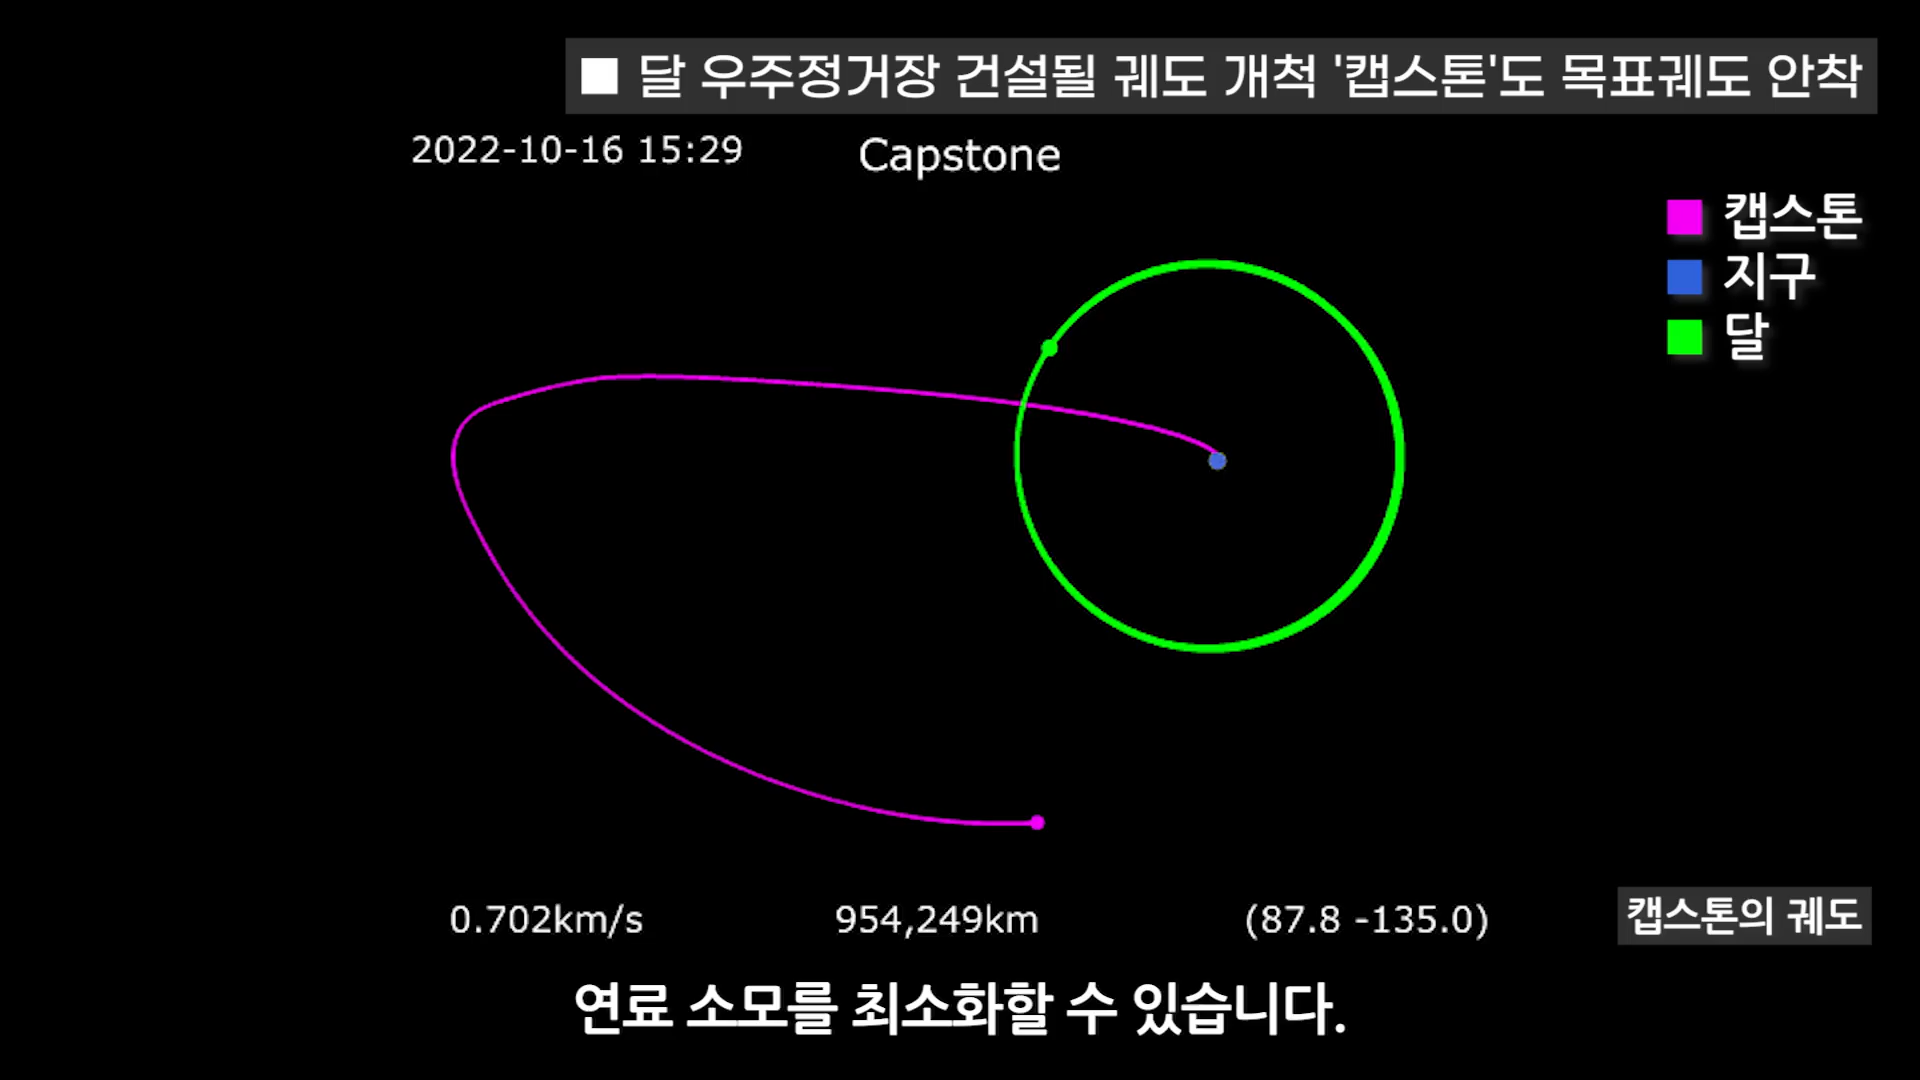 ■ 달 우주정거장 건설될 궤도 개척 '캡스톤'도 목표궤도 안착
2022-10-16 15:29
Capstone
캡스톤
지구
달
0.702km/s
954,249km
(87.8 -135.0)
캡스톤의 궤도
연료 소모를 최소화할 수 있습니다.